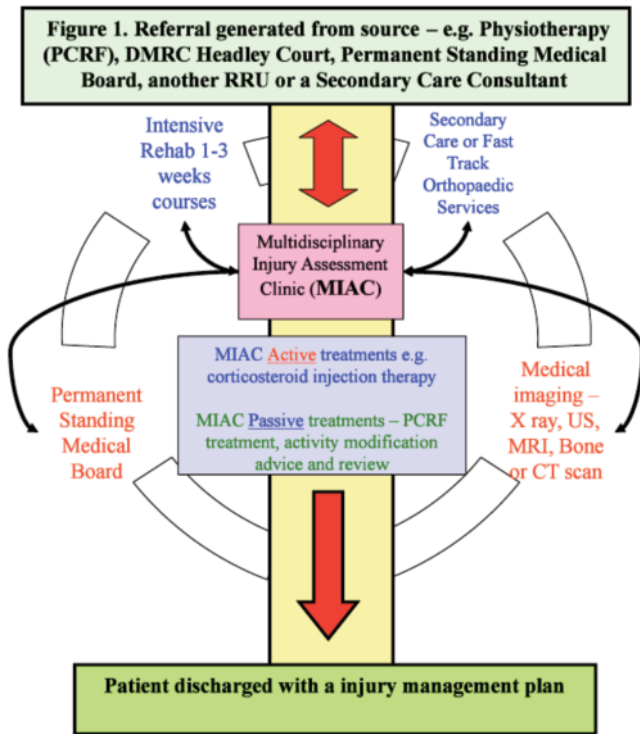 Figure 1. Referral generated from source – e.g. Physiotherapy
(PCRF), DMRC Headley Court, Permanent Standing Medical
Board, another RRU or a Secondary Care Consultant
Intensive
Rehab 1-3
weeks
courses
Secondary
Care or Fast
Track
Orthopaedic
Services
Multidisciplinary
Injury Assessment
Clinic (MIAC)
MIAC Active treatments e.g.
corticosteroid injection therapy
MIAC Passive treatments – PCRF
treatment, activity modification
advice and review
Permanent
Standing
Medical
Board
Medical
imaging –
X ray, US,
MRI, Bone
or CT scan
Patient discharged with a injury management plan